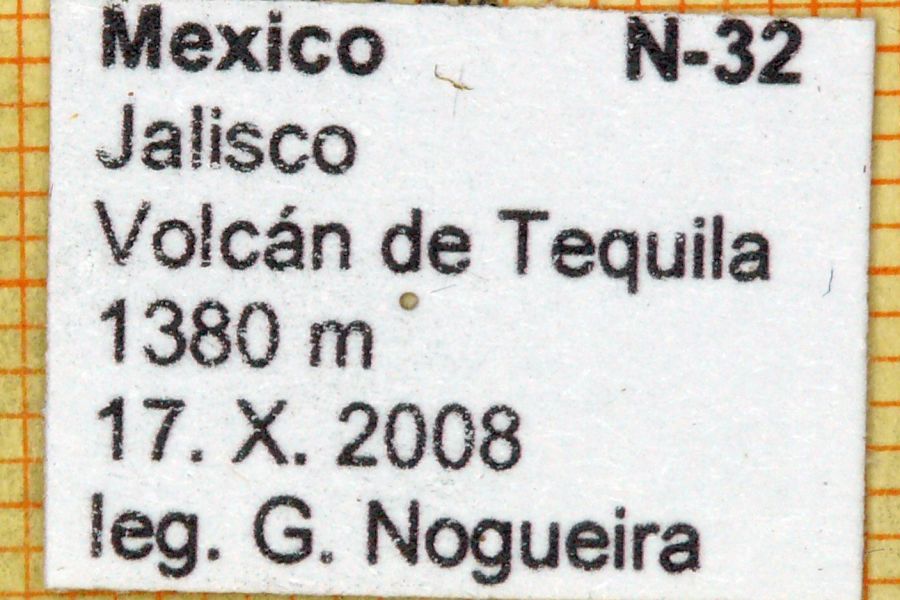 Mexico N-32
Jalisco
Volcán de Tequila
1380 m
17. X. 2008
leg. G. Nogueira